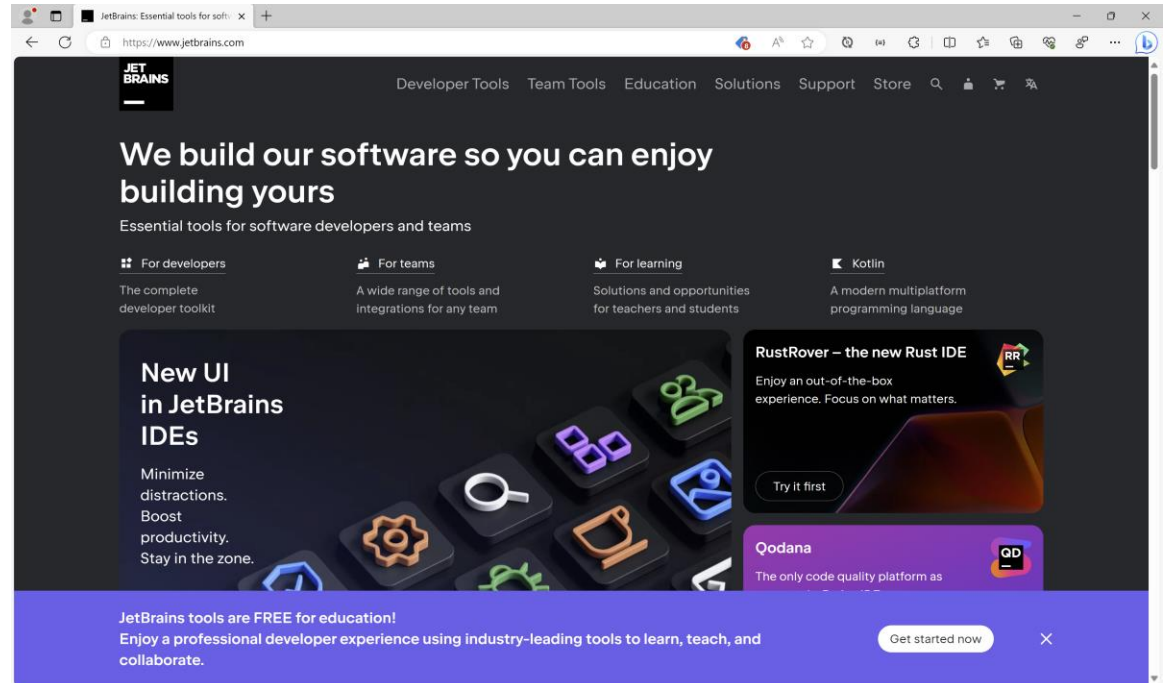 JetBrains: Essential tools for softw
https://www.jetbrains.com
JET
BRAINS
Developer Tools Team Tools Education Solutions Support Store
We build our software so you can enjoy
building yours
Essential tools for software developers and teams
For developers
The complete
developer toolkit
For teams
A wide range of tools and
integrations for any team
For learning
Solutions and opportunities
for teachers and students
Kotlin
A modern multiplatform
programming language
New UI
in JetBrains
IDEs
Minimize
distractions.
Boost
productivity.
Stay in the zone.
RustRover – the new Rust IDE
RR
Enjoy an out-of-the-box
experience. Focus on what matters.
Try it first
Qodana
QD
The only code quality platform as
JetBrains tools are FREE for education!
Enjoy a professional developer experience using industry-leading tools to learn, teach, and
collaborate.
Get started now